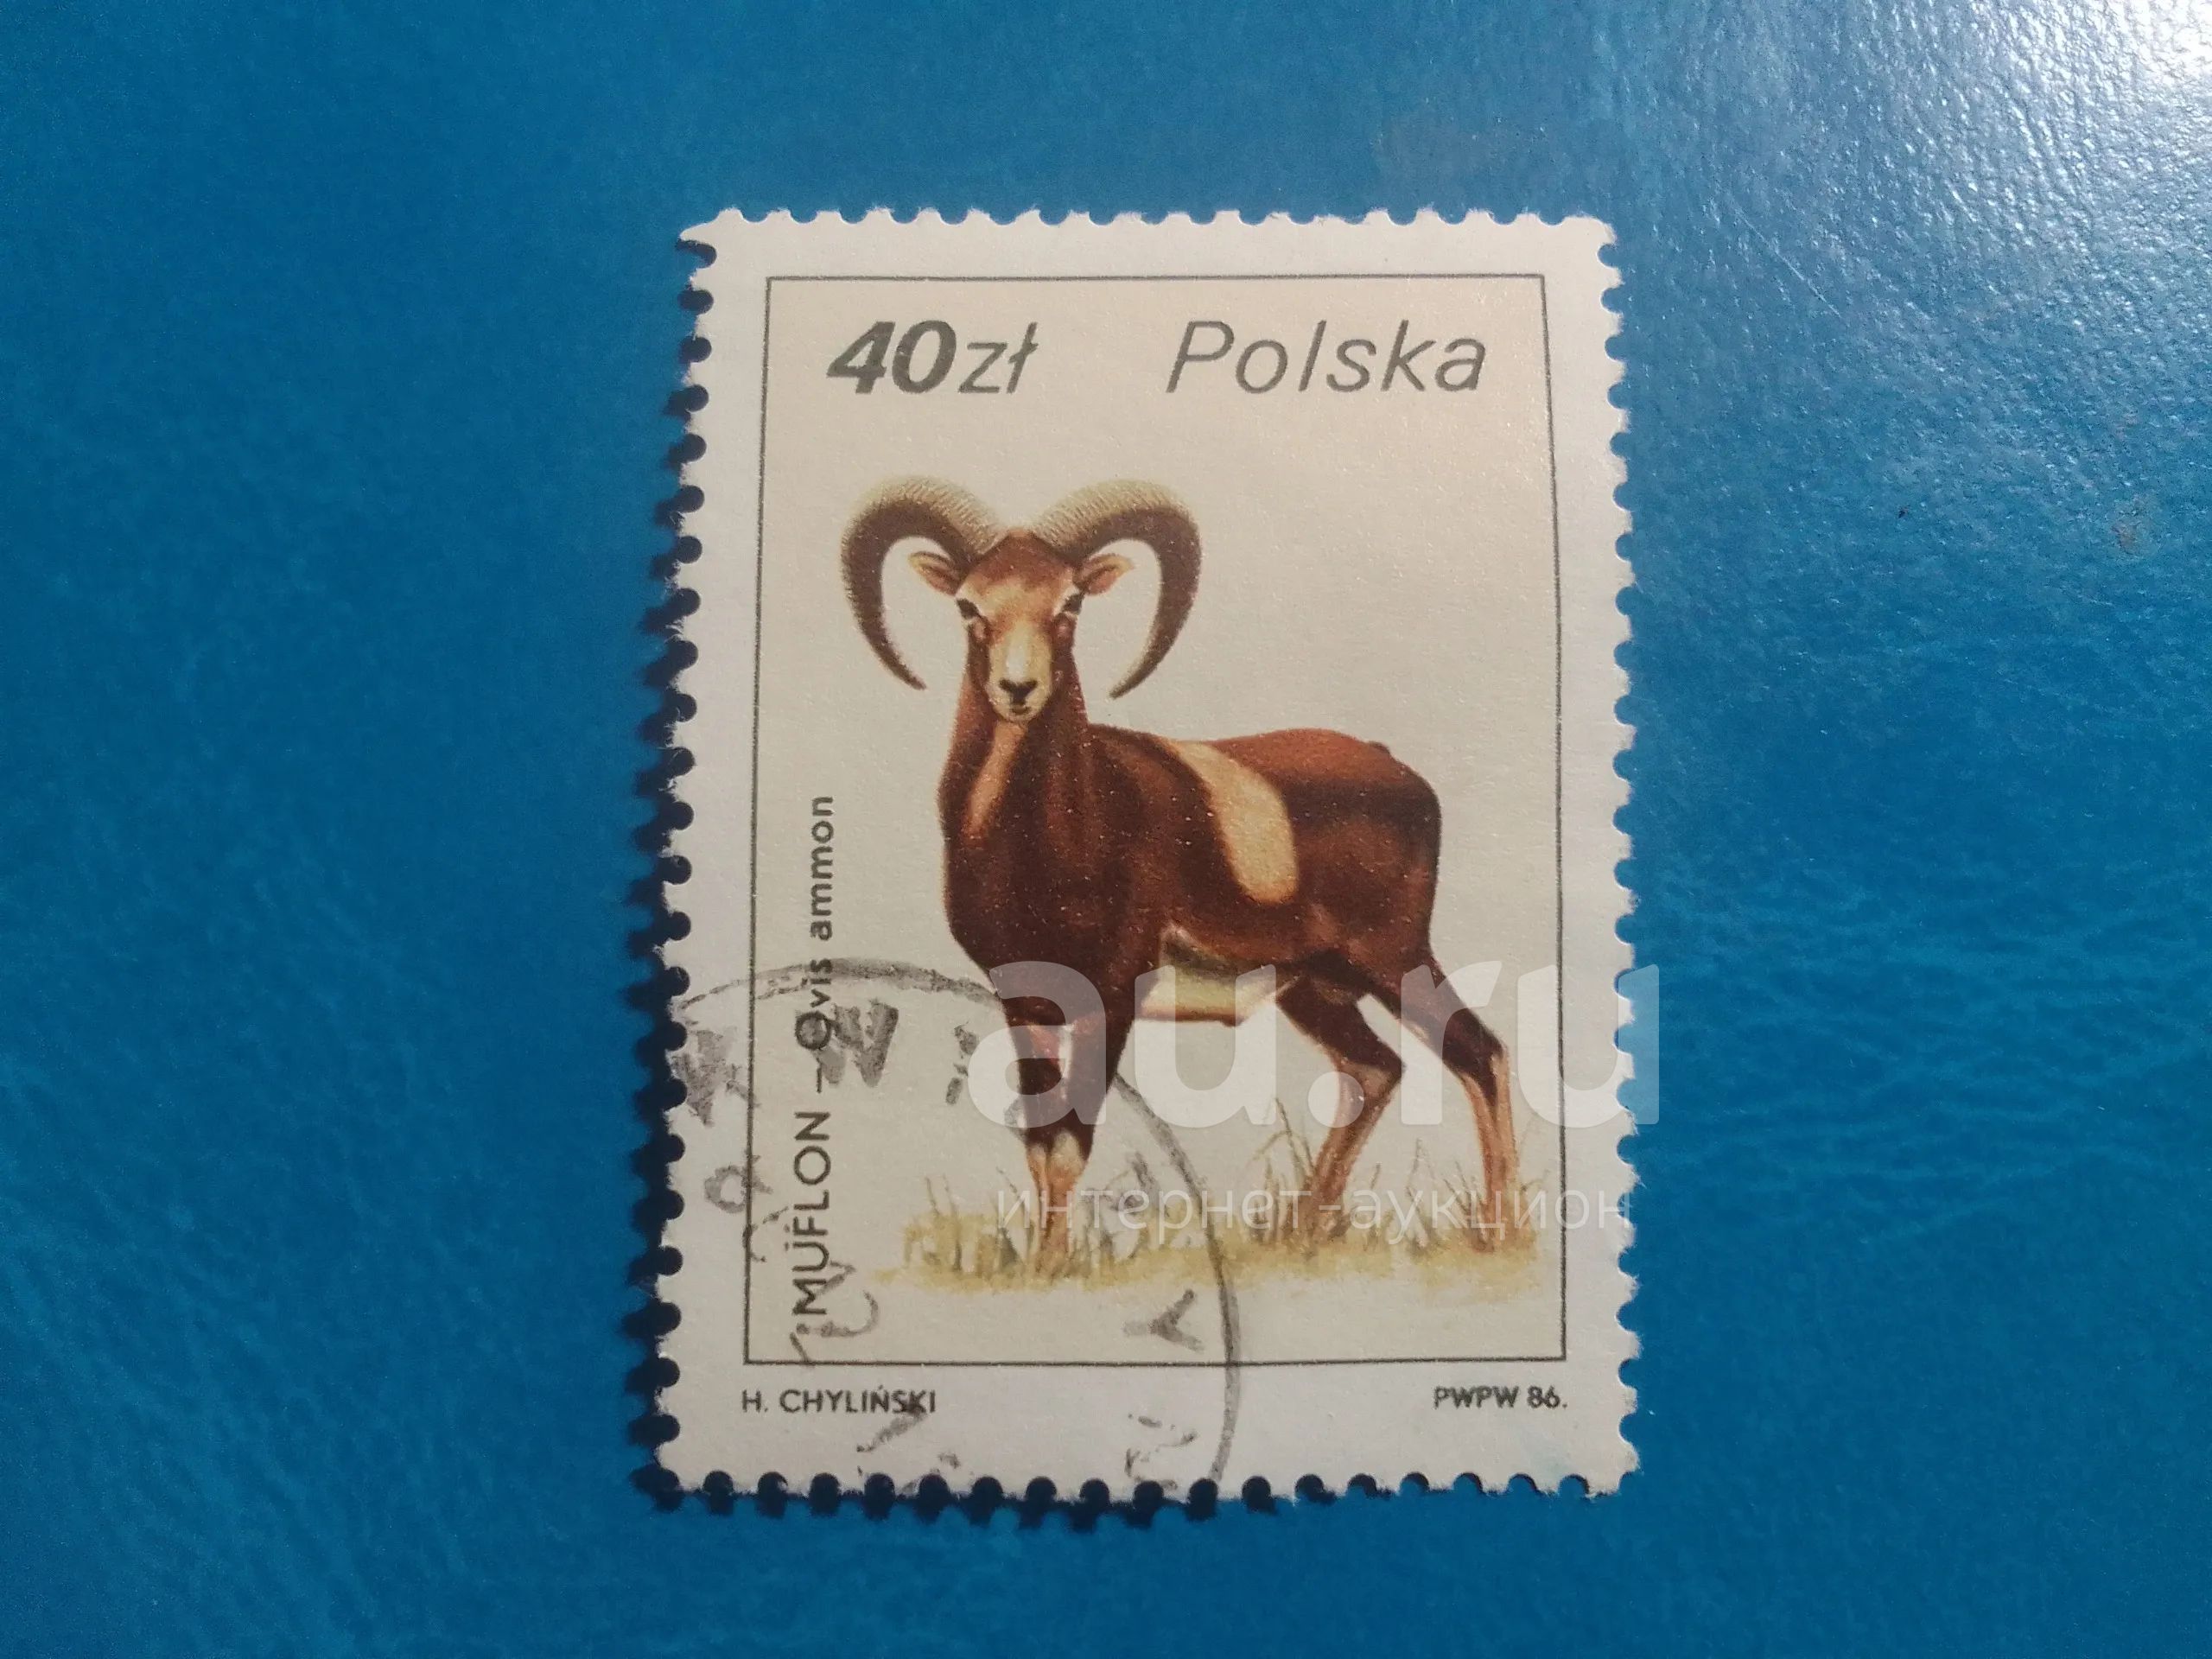 40zł Polska
MUFLON – Ovis ammon
au.ru
интернет-аукцион
H. CHYLIŃSKI PWPW 86.